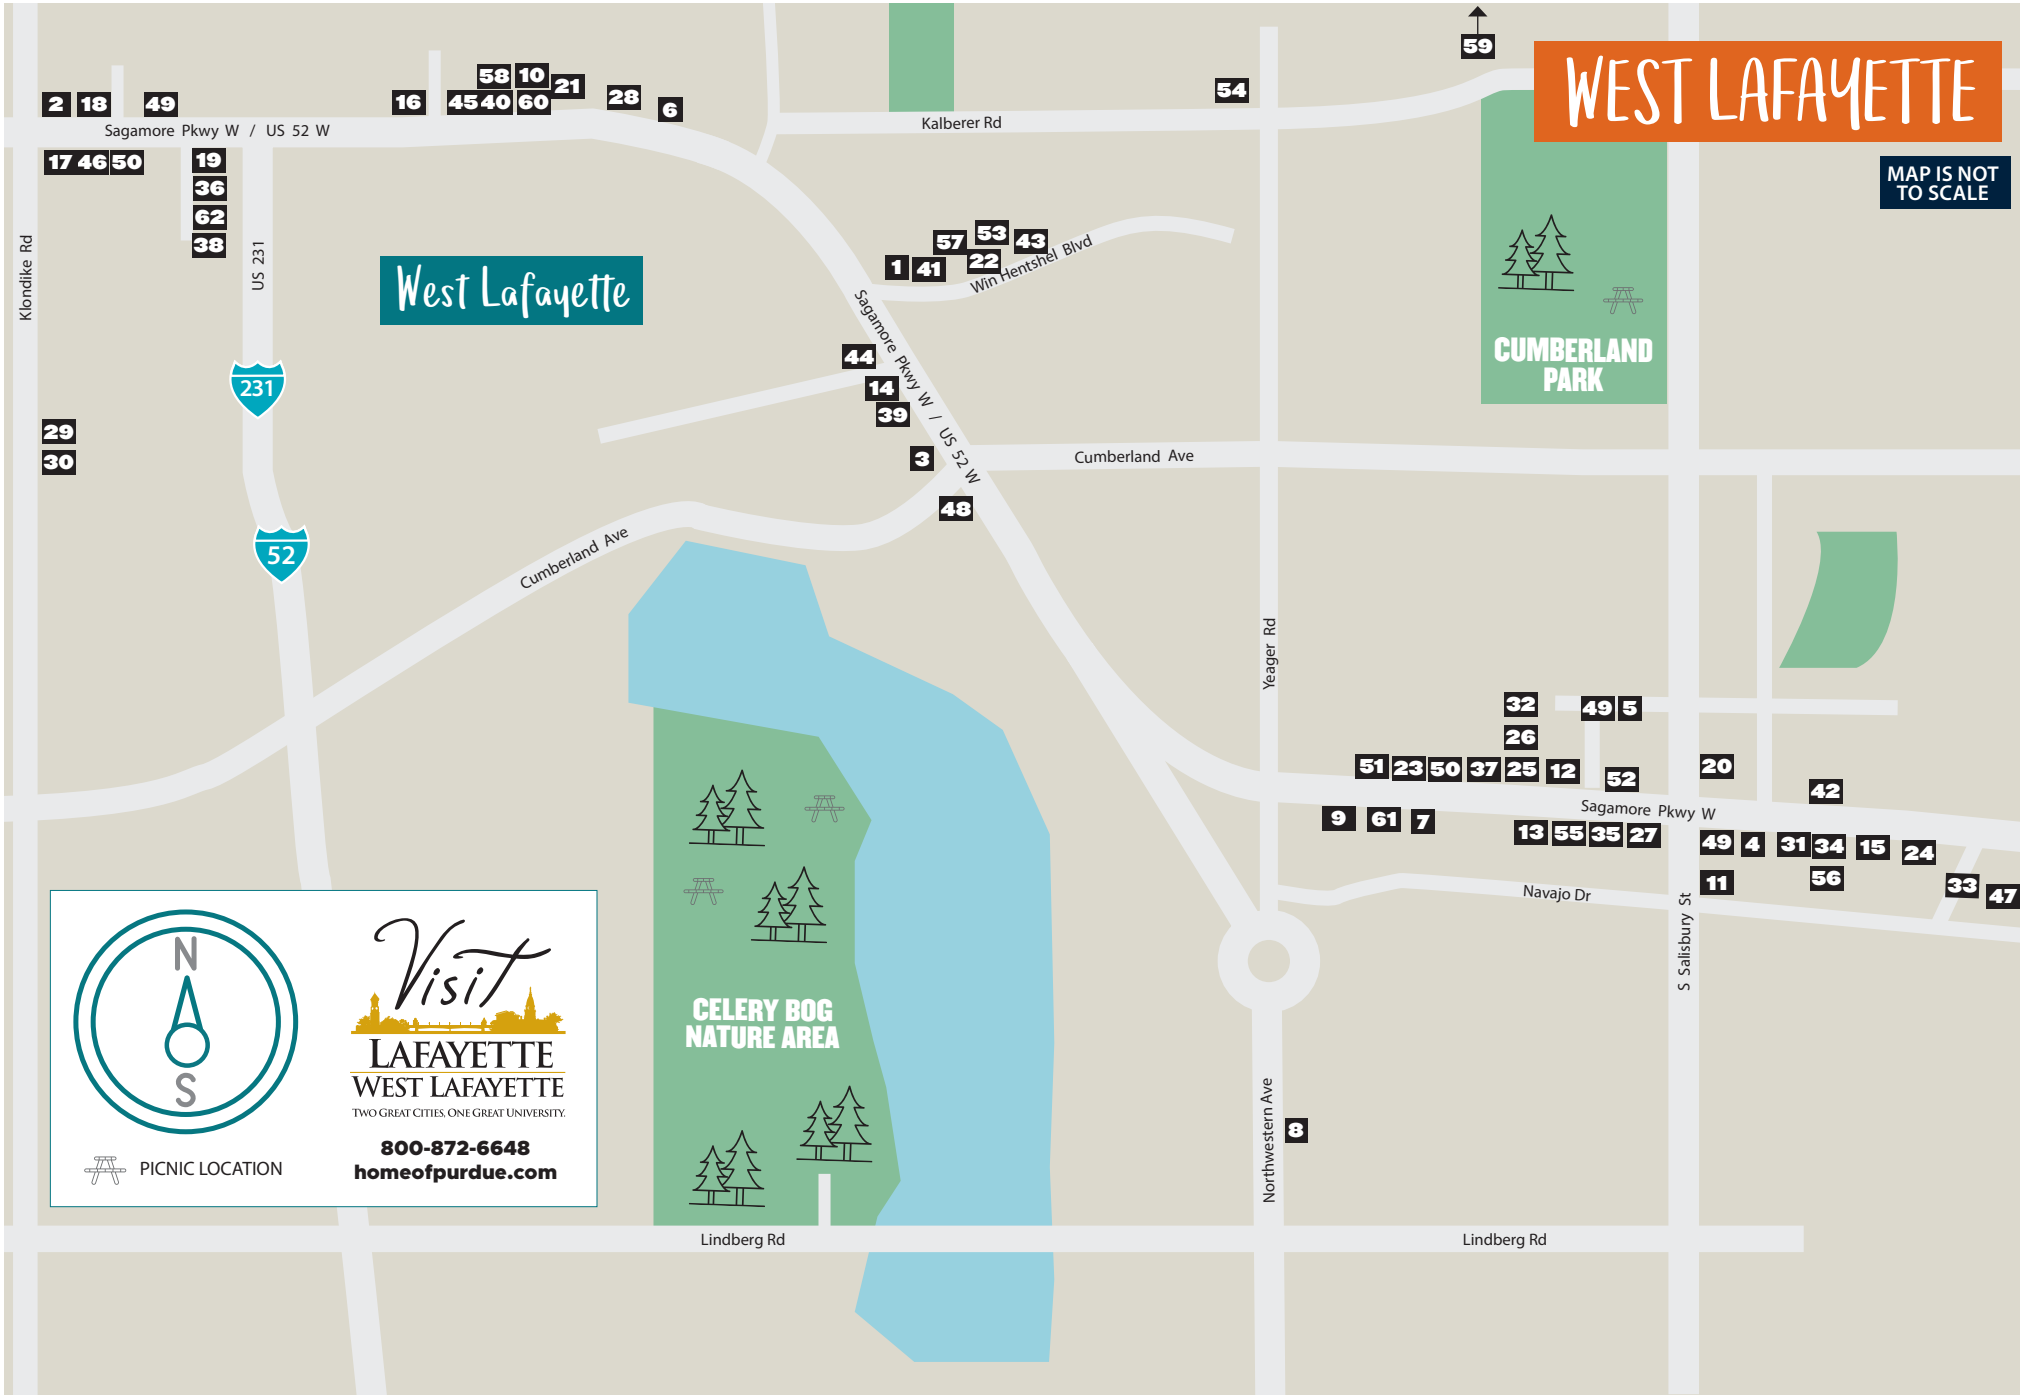 59
WEST LAFAYETTE
MAP IS NOT
TO SCALE
58 10 21
2 18 49 16 45 40 60 28 6 54
Sagamore Pkwy W / US 52 W
Kalberer Rd
17 46 50 19
36
62
38
Klondike Rd
US 231
West Lafayette
57 53 43
1 41 22
Win Hentshel Blvd
Sagamore Pkwy W / US 52 W
CUMBERLAND
PARK
44
14
39
231
29
30
3
Cumberland Ave
48
52
Cumberland Ave
Yeager Rd
32 49 5
26
51 23 50 37 25 12 52 20
42
Sagamore Pkwy W
9 61 7
13 55 35 27 49 4 31 34 15 24
11 56 33 47
Navajo Dr
S Salisbury St
N
S
PICNIC LOCATION
Visit
LAFAYETTE
WEST LAFAYETTE
TWO GREAT CITIES, ONE GREAT UNIVERSITY.
800-872-6648
homeofpurdue.com
CELERY BOG
NATURE AREA
Northwestern Ave
8
Lindberg Rd
Lindberg Rd